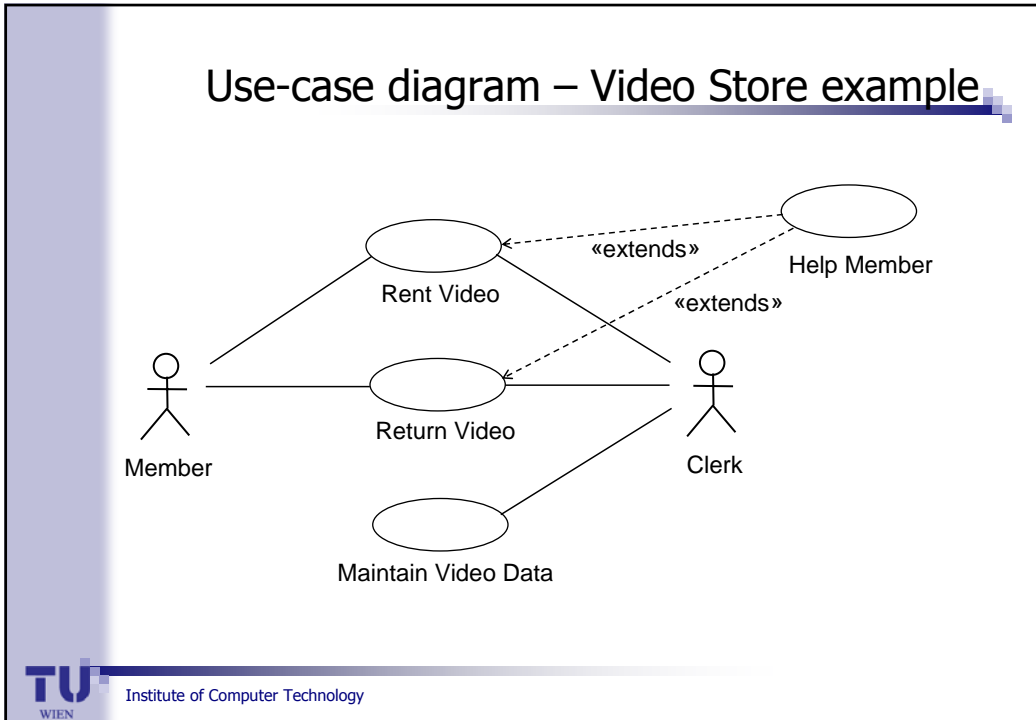 Use-case diagram – Video Store example
«extends»
Help Member
Rent Video
«extends»
Return Video
Member
Clerk
Maintain Video Data
TU
WIEN
Institute of Computer Technology